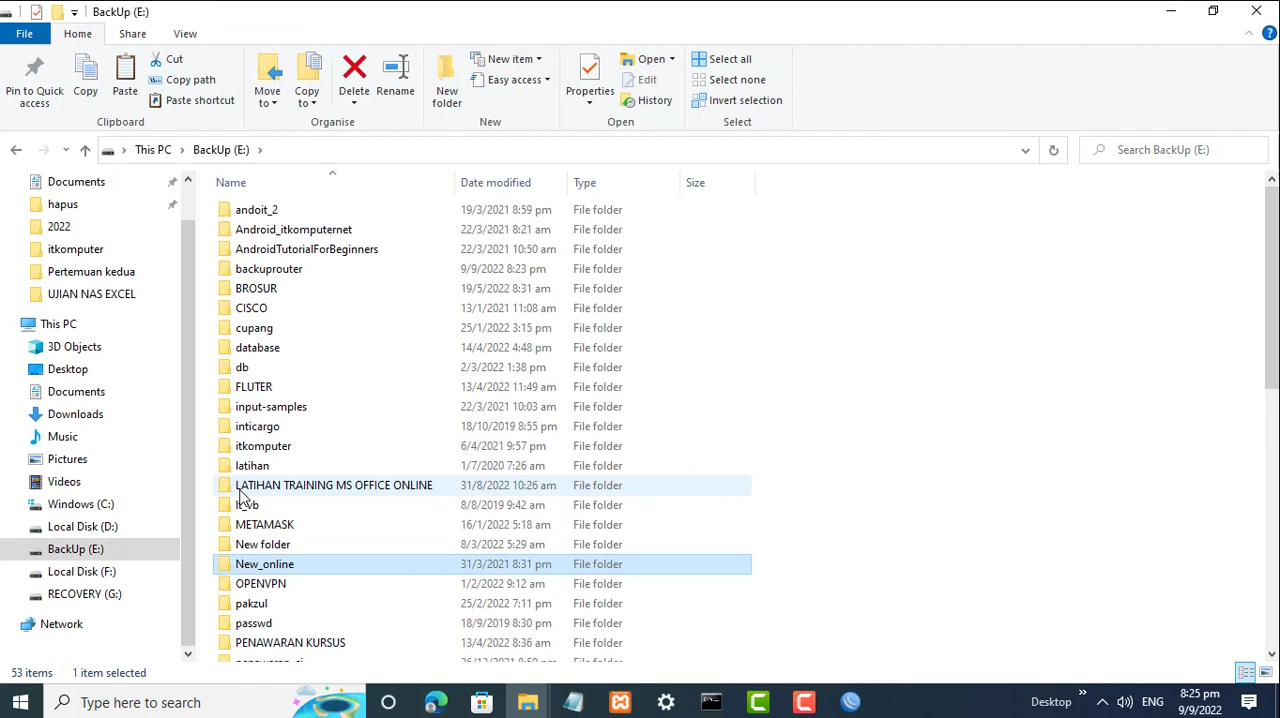 BackUp (E:)
File Home Share View
Pin to Quick access
Copy
Paste
Cut
Copy path
Paste shortcut
Clipboard
Move to
Copy to
Delete
Rename
Organise
New folder
New item
Easy access
New
Properties
Open
Edit
History
Open
Select all
Select none
Invert selection
Select
This PC > BackUp (E:) >
Search BackUp (E:)
Documents
hapus
2022
itkomputer
Pertemuan kedua
UJIAN NAS EXCEL
This PC
3D Objects
Desktop
Documents
Downloads
Music
Pictures
Videos
Windows (C:)
Local Disk (D:)
BackUp (E:)
Local Disk (F:)
RECOVERY (G:)
Network
Name Date modified Type Size
andoit_2 19/3/2021 8:59 pm File folder
Android_itkomputernet 22/3/2021 8:21 am File folder
AndroidTutorialForBeginners 22/3/2021 10:50 am File folder
backuprouter 9/9/2022 8:23 pm File folder
BROSUR 19/5/2022 8:31 am File folder
CISCO 13/1/2021 11:08 am File folder
cupang 25/1/2022 3:15 pm File folder
database 14/4/2022 4:48 pm File folder
db 2/3/2022 1:38 pm File folder
FLUTER 13/4/2022 11:49 am File folder
input-samples 22/3/2021 10:03 am File folder
inticargo 18/10/2019 8:55 pm File folder
itkomputer 6/4/2021 9:57 pm File folder
latihan 1/7/2020 7:26 am File folder
LATIHAN TRAINING MS OFFICE ONLINE 31/8/2022 10:26 am File folder
8/8/2019 9:42 am File folder
METAMASK 16/1/2022 5:18 am File folder
New folder 8/3/2022 5:29 am File folder
New_online 31/3/2021 8:31 pm File folder
OPENVPN 1/2/2022 9:12 am File folder
pakzul 25/2/2022 7:11 pm File folder
passwd 18/9/2019 8:30 pm File folder
PENAWARAN KURSUS 13/4/2022 8:36 am File folder
53 items 1 item selected
Type here to search
Desktop
ENG
8:25 pm
9/9/2022